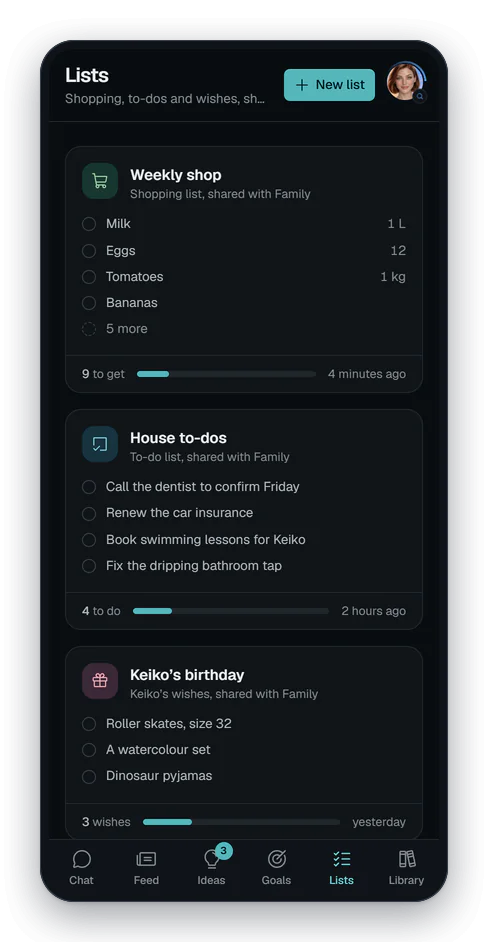 Lists
Shopping, to-dos and wishes, sh...
New list
Weekly shop
Shopping list, shared with Family
Milk 1 L
Eggs 12
Tomatoes 1 kg
Bananas
5 more
9 to get 4 minutes ago
House to-dos
To-do list, shared with Family
Call the dentist to confirm Friday
Renew the car insurance
Book swimming lessons for Keiko
Fix the dripping bathroom tap
4 to do 2 hours ago
Keiko’s birthday
Keiko’s wishes, shared with Family
Roller skates, size 32
A watercolour set
Dinosaur pyjamas
3 wishes yesterday
3
Chat Feed Ideas Goals Lists Library